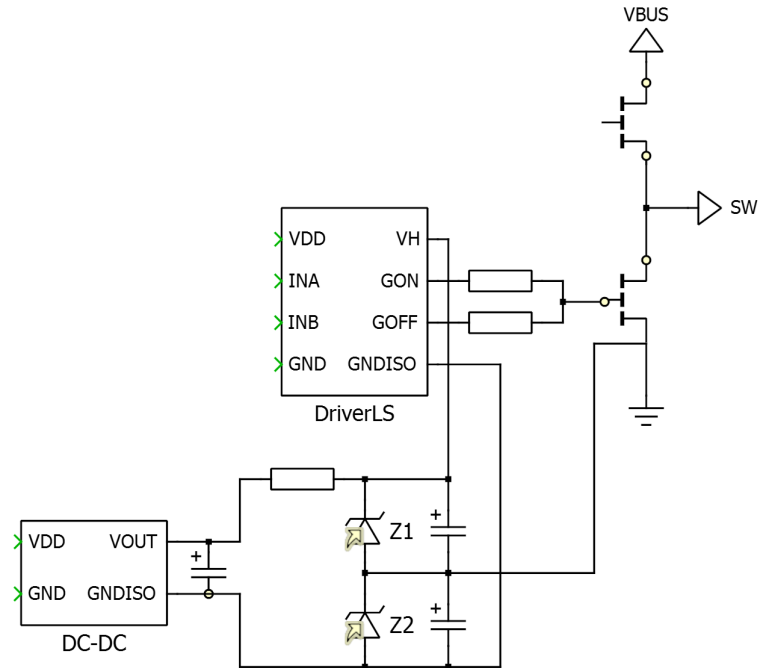 VBUS
SW
VDD VH
INA GON
INB GOFF
GND GNDISO
DriverLS
+
Z1
+
VDD VOUT
+
GND GNDISO
+
Z2
DC-DC